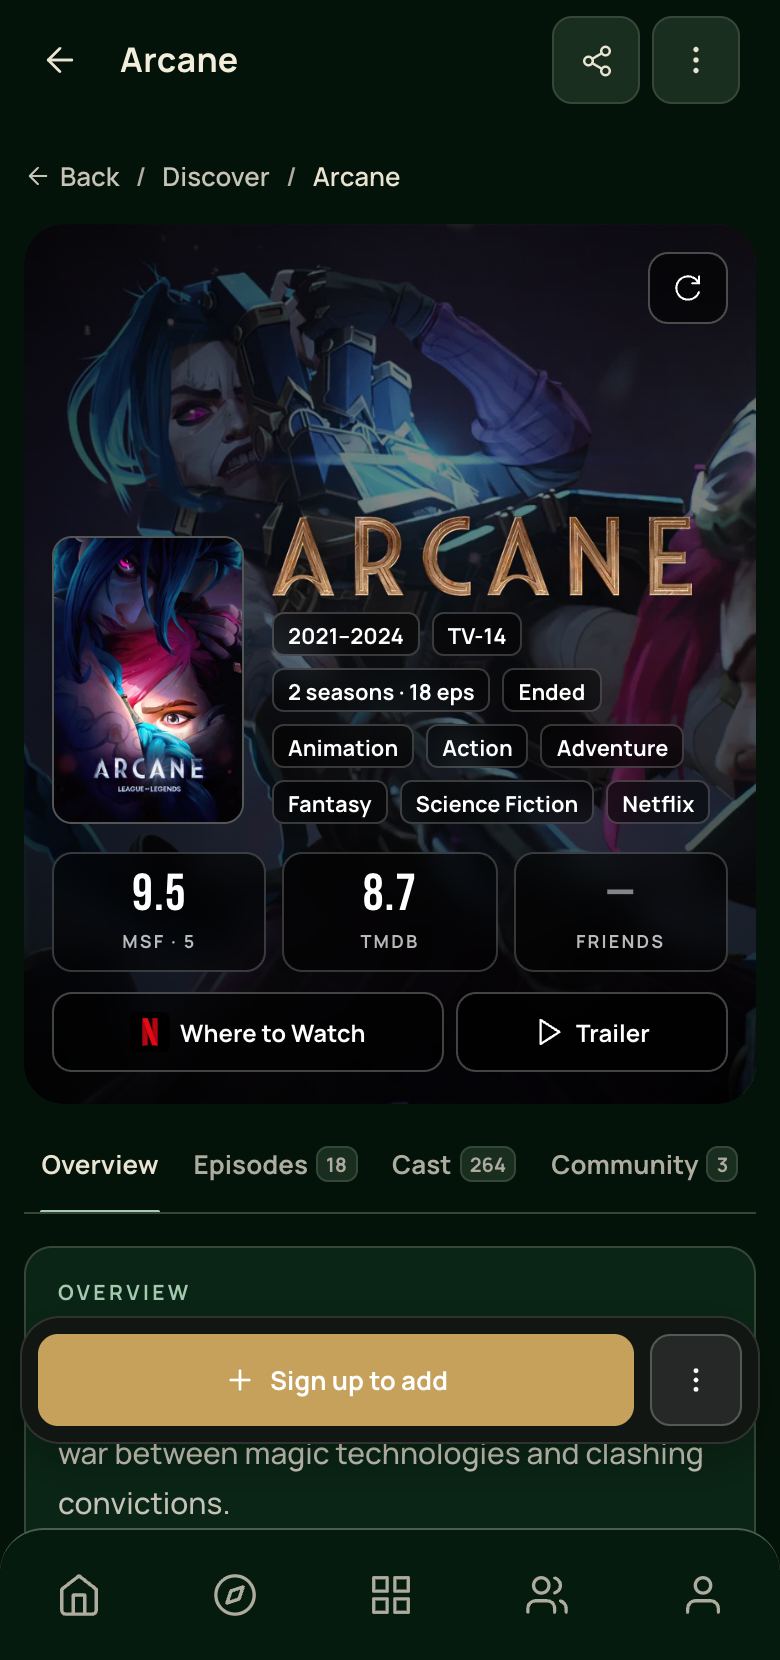 Arcane
Back / Discover / Arcane
ARCANE
2021–2024 TV-14
2 seasons · 18 eps Ended
Animation Action Adventure
Fantasy Science Fiction Netflix
ARCANE
LEAGUE OF LEGENDS
9.5 8.7 —
MSF · 5 TMDB FRIENDS
N Where to Watch Trailer
Overview Episodes 18 Cast 264 Community 3
OVERVIEW
+ Sign up to add
war between magic technologies and clashing
convictions.